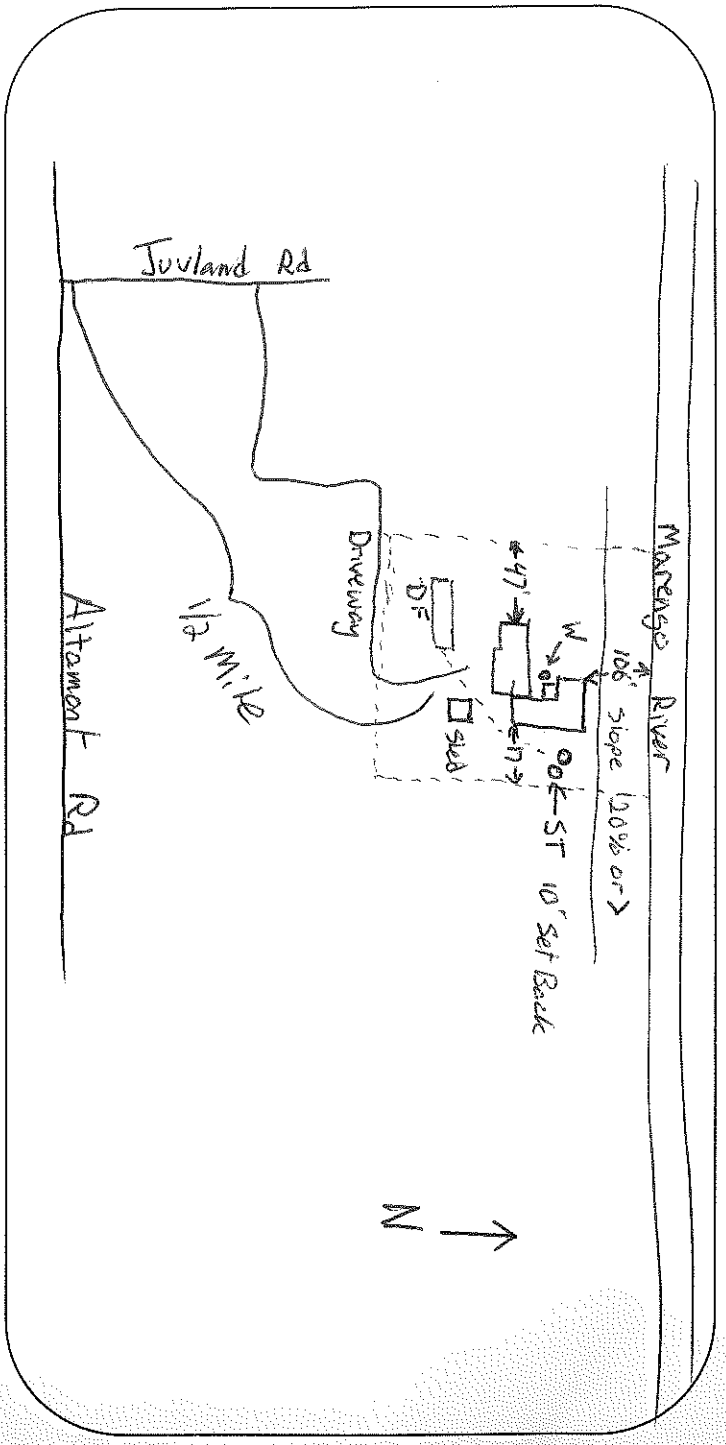 Marengo River
106' slope (20% or >
W
ST 10' Set Back
47'
17
DF
Shed
Driveway
Juvland Rd
1/2 Mile
Altamont Rd
N